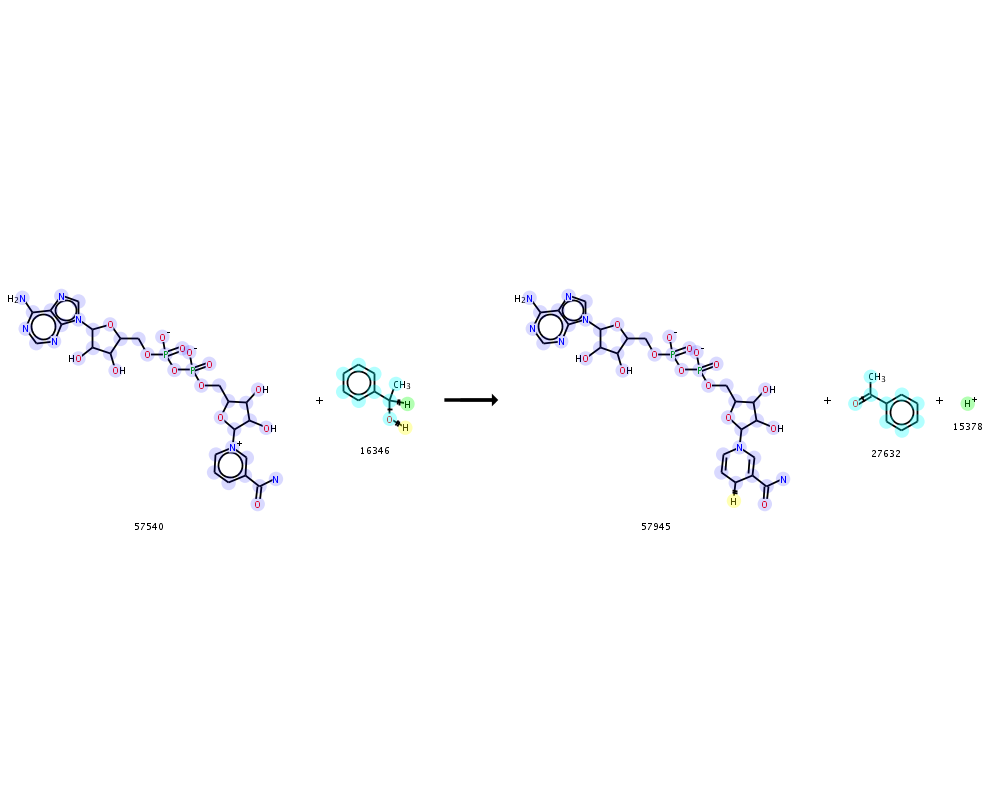 H₂N N N N N O HO OH O P O⁻ O O P O⁻ O O O OH OH N⁺ N O
57540
+
CH₃ H O H
16346
H₂N N N N N O HO OH O P O⁻ O O P O⁻ O O O OH OH N N O H
57945
+
CH₃ O
27632
+
H⁺
15378